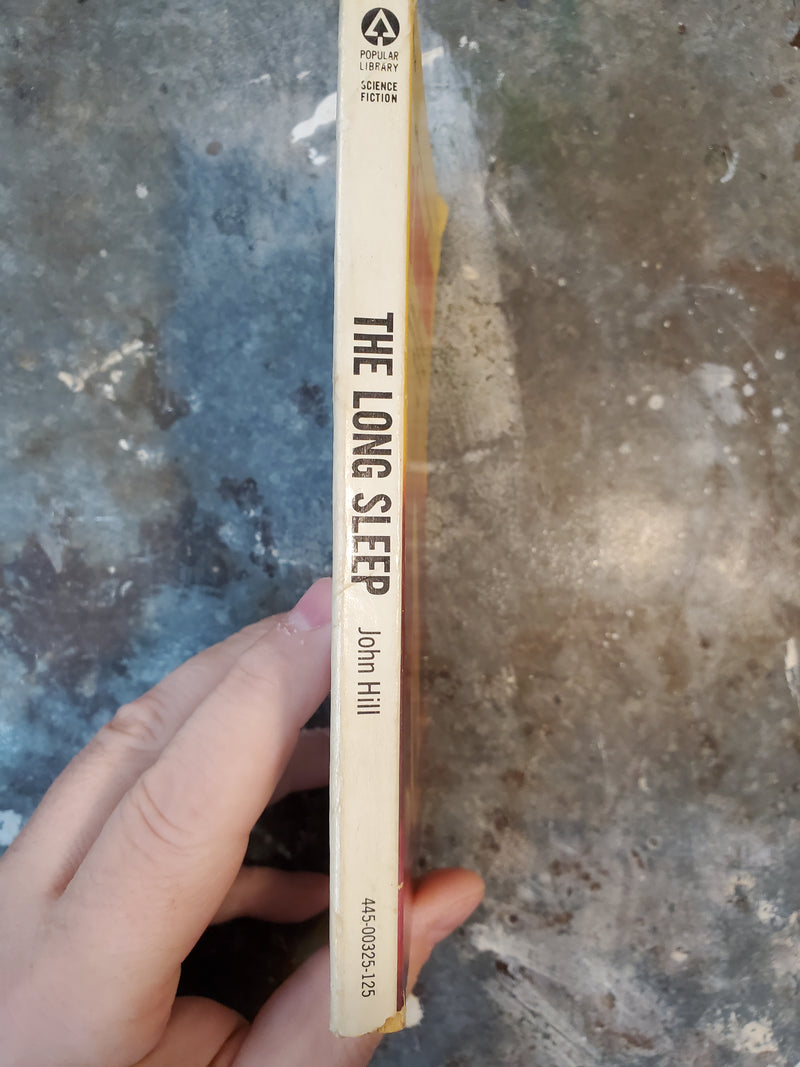 POPULAR
LIBRARY
SCIENCE
FICTION
THE LONG SLEEP
John Hill
445-00325-125